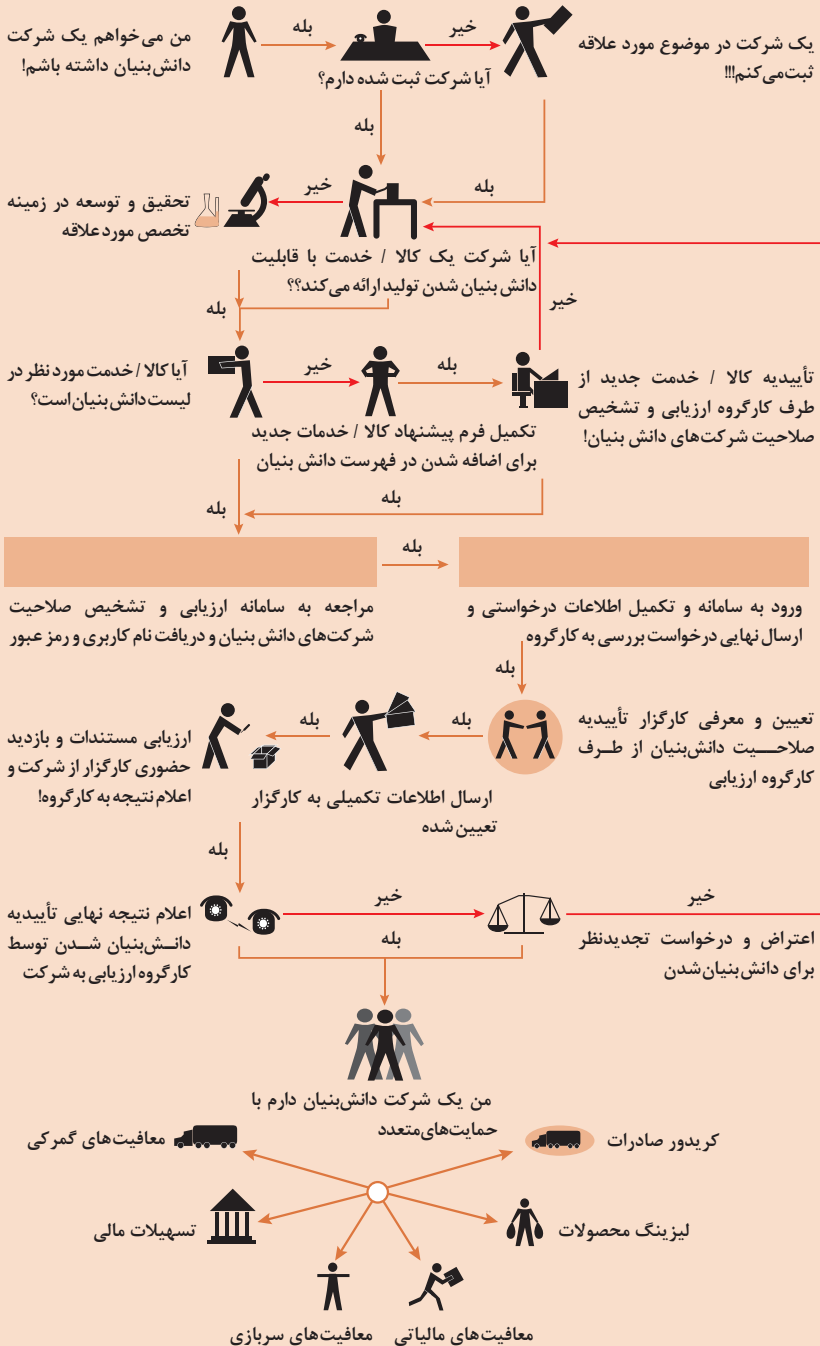 من می‌خواهم یک شرکت
دانش‌بنیان داشته باشم!
بله
آیا شرکت ثبت شده دارم؟
خیر
یک شرکت در موضوع مورد علاقه
ثبت‌می‌کنم!!!
بله
بله
خیر
تحقیق و توسعه در زمینه
تخصص مورد علاقه
آیا شرکت یک کالا / خدمت با قابلیت
دانش‌بنیان شدن تولید ارائه می‌کند؟؟
خیر
بله
آیا کالا / خدمت مورد نظر در
لیست دانش‌بنیان است؟
خیر
بله
تکمیل فرم پیشنهاد کالا / خدمات جدید
برای اضافه شدن در فهرست دانش بنیان
تأییدیه کالا / خدمت جدید از
طرف کارگروه ارزیابی و تشخیص
صلاحیت شرکت‌های دانش بنیان!
بله
بله
بله
مراجعه به سامانه ارزیابی و تشخیص صلاحیت
شرکت‌های دانش بنیان و دریافت نام کاربری و رمز عبور
ورود به سامانه و تکمیل اطلاعات درخواستی و
ارسال نهایی درخواست بررسی به کارگروه
بله
تعیین و معرفی کارگزار تأییدیه
صلاحیت دانش‌بنیان از طرف
کارگروه ارزیابی
بله
ارسال اطلاعات تکمیلی به کارگزار
تعیین شده
بله
ارزیابی مستندات و بازدید
حضوری کارگزار از شرکت و
اعلام نتیجه به کارگروه!
بله
اعلام نتیجه نهایی تأییدیه
دانش‌بنیان شدن توسط
کارگروه ارزیابی به شرکت
خیر
بله
خیر
اعتراض و درخواست تجدیدنظر
برای دانش‌بنیان‌شدن
من یک شرکت دانش‌بنیان دارم با
حمایت‌های‌متعدد
کریدور صادرات
معافیت‌های گمرکی
لیزینگ محصولات
تسهیلات مالی
معافیت‌های مالیاتی
معافیت‌های سربازی